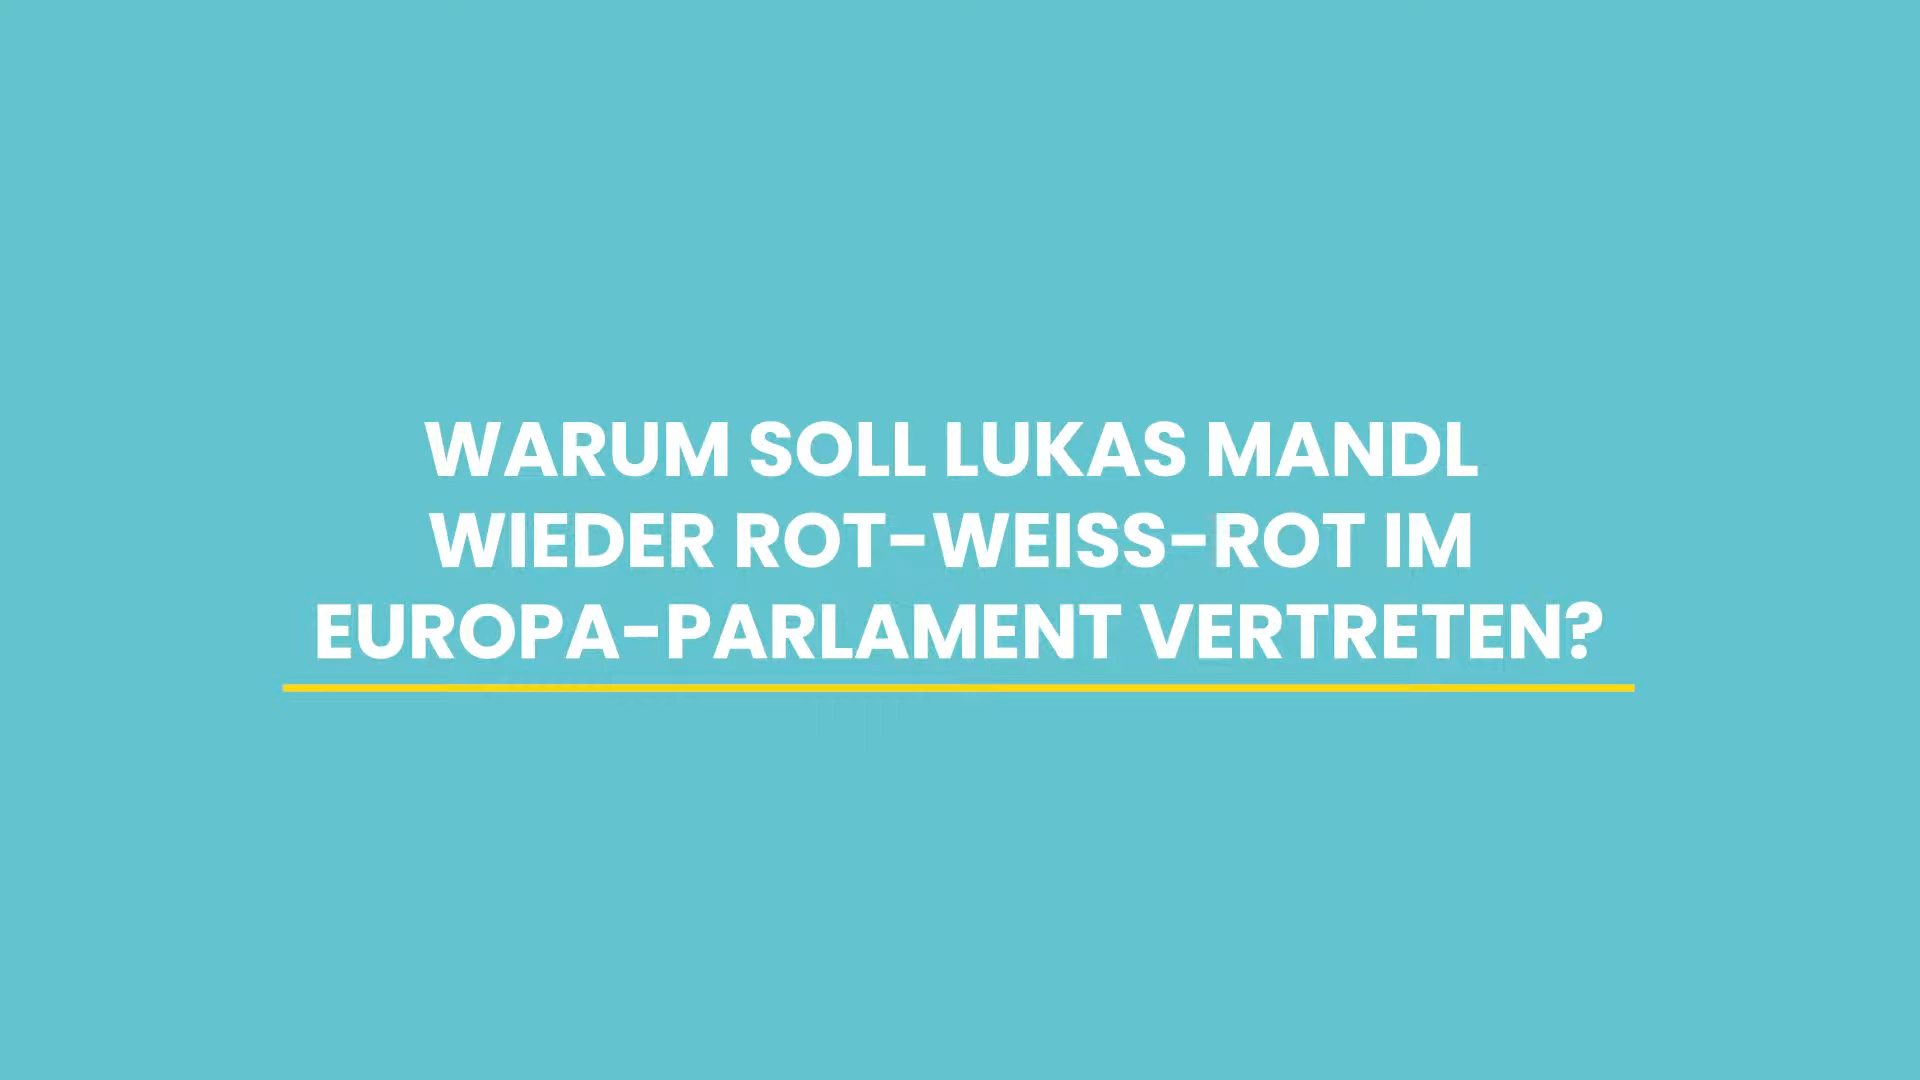 WARUM SOLL LUKAS MANDL
WIEDER ROT-WEISS-ROT IM
EUROPA-PARLAMENT VERTRETEN?